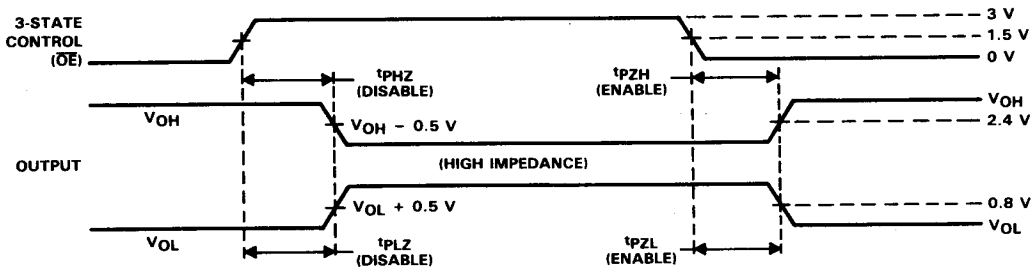 3-STATE
CONTROL
(OE)
3 V
1.5 V
0 V
tPHZ
(DISABLE)
tPZH
(ENABLE)
VOH
VOH – 0.5 V
VOH
2.4 V
OUTPUT
(HIGH IMPEDANCE)
VOL + 0.5 V
0.8 V
VOL
VOL
tPLZ
(DISABLE)
tPZL
(ENABLE)